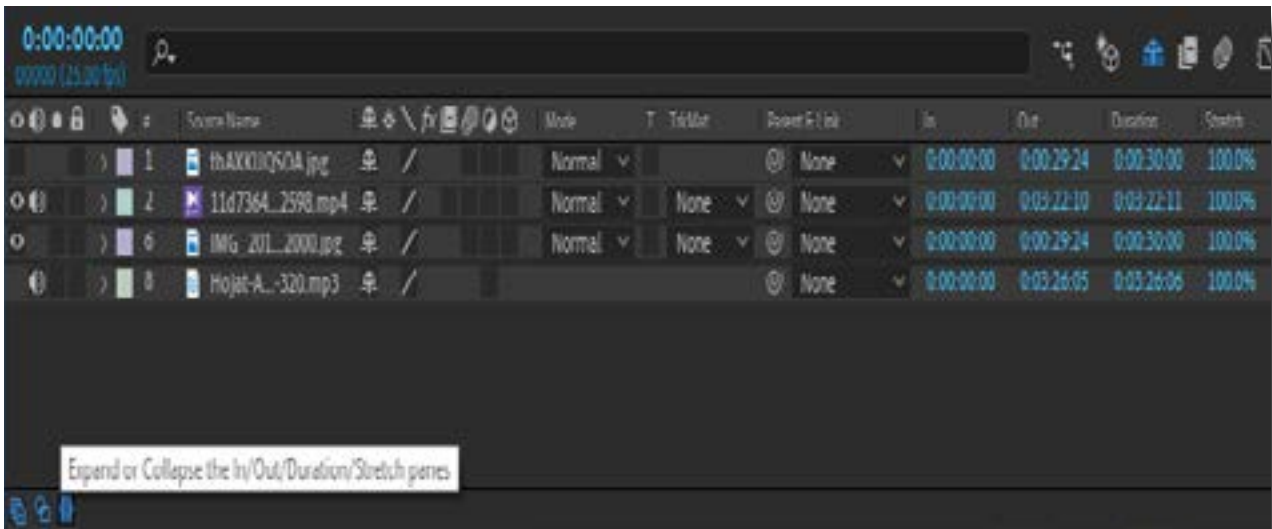 0:00:00:00
00000 (25.00 fps)
# Source Name fx Mode T TrkMat Parent & Link In Out Duration Stretch
1 thAXKUQSOA.jpg Normal None 0:00:00:00 0:00:29:24 0:00:30:00 100.0%
2 11d7364...2598.mp4 Normal None None 0:00:00:00 0:03:22:10 0:03:22:11 100.0%
6 IMG_201...2000.jpg Normal None None 0:00:00:00 0:00:29:24 0:00:30:00 100.0%
8 Hojat-A...-320.mp3 None 0:00:00:00 0:03:26:05 0:03:26:06 100.0%
Expand or Collapse the In/Out/Duration/Stretch panes